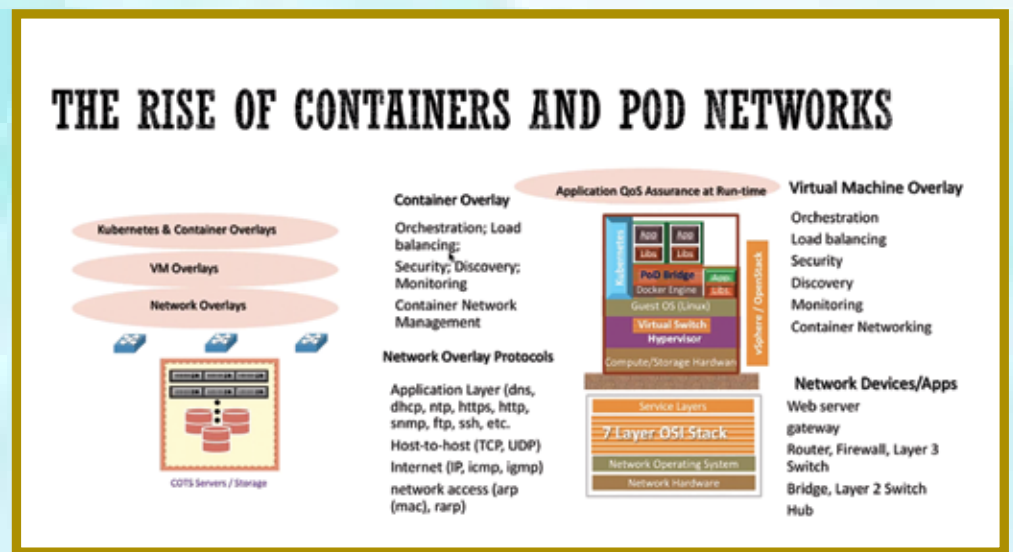 THE RISE OF CONTAINERS AND POD NETWORKS
Kubernetes & Container Overlays
VM Overlays
Network Overlays
COTS Servers / Storage
Container Overlay
Orchestration; Load
balancing;
Security; Discovery;
Monitoring
Container Network
Management
Network Overlay Protocols
Application Layer (dns,
dhcp, ntp, https, http,
snmp, ftp, ssh, etc.
Host-to-host (TCP, UDP)
Internet (IP, icmp, igmp)
network access (arp
(mac), rarp)
Application QoS Assurance at Run-time
Kubernetes
App
App
Libs
Libs
PoD Bridge
Docker Engine
App
Libs
Guest OS (Linux)
Virtual Switch
Hypervisor
Compute/Storage Hardware
vSphere / OpenStack
Service Layers
7 Layer OSI Stack
Network Operating System
Network Hardware
Virtual Machine Overlay
Orchestration
Load balancing
Security
Discovery
Monitoring
Container Networking
Network Devices/Apps
Web server
gateway
Router, Firewall, Layer 3
Switch
Bridge, Layer 2 Switch
Hub